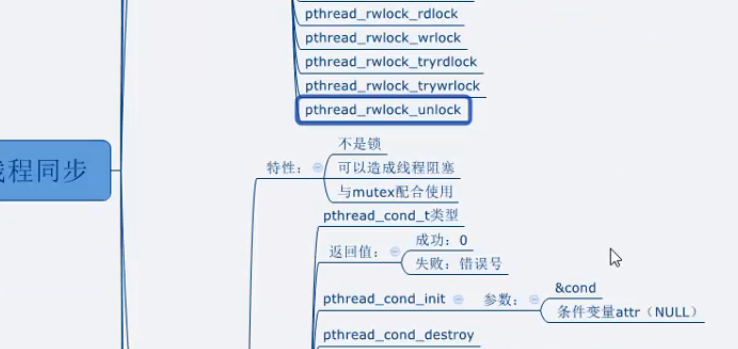 pthread_rwlock_rdlock
pthread_rwlock_wrlock
pthread_rwlock_tryrdlock
pthread_rwlock_trywrlock
pthread_rwlock_unlock
程同步
特性：
不是锁
可以造成线程阻塞
与mutex配合使用
pthread_cond_t类型
返回值：
成功：0
失败：错误号
pthread_cond_init
参数：
&cond
条件变量attr（NULL）
pthread_cond_destroy